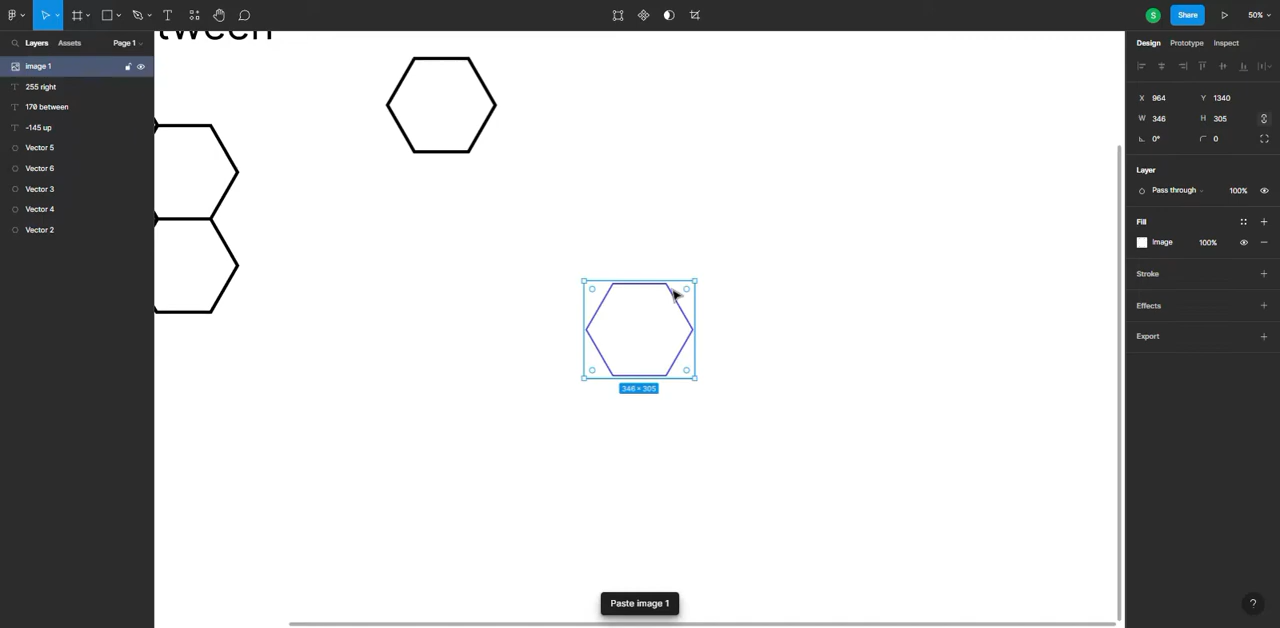 S
Share
50%
Layers
Assets
Page 1
tween
Design
Prototype
Inspect
image 1
255 right
170 between
-145 up
Vector 5
Vector 6
Vector 3
Vector 4
Vector 2
X 964 Y 1340
W 346 H 305
0° 0
Layer
Pass through 100%
Fill
Image 100%
Stroke
Effects
Export
346 × 305
Paste image 1
?